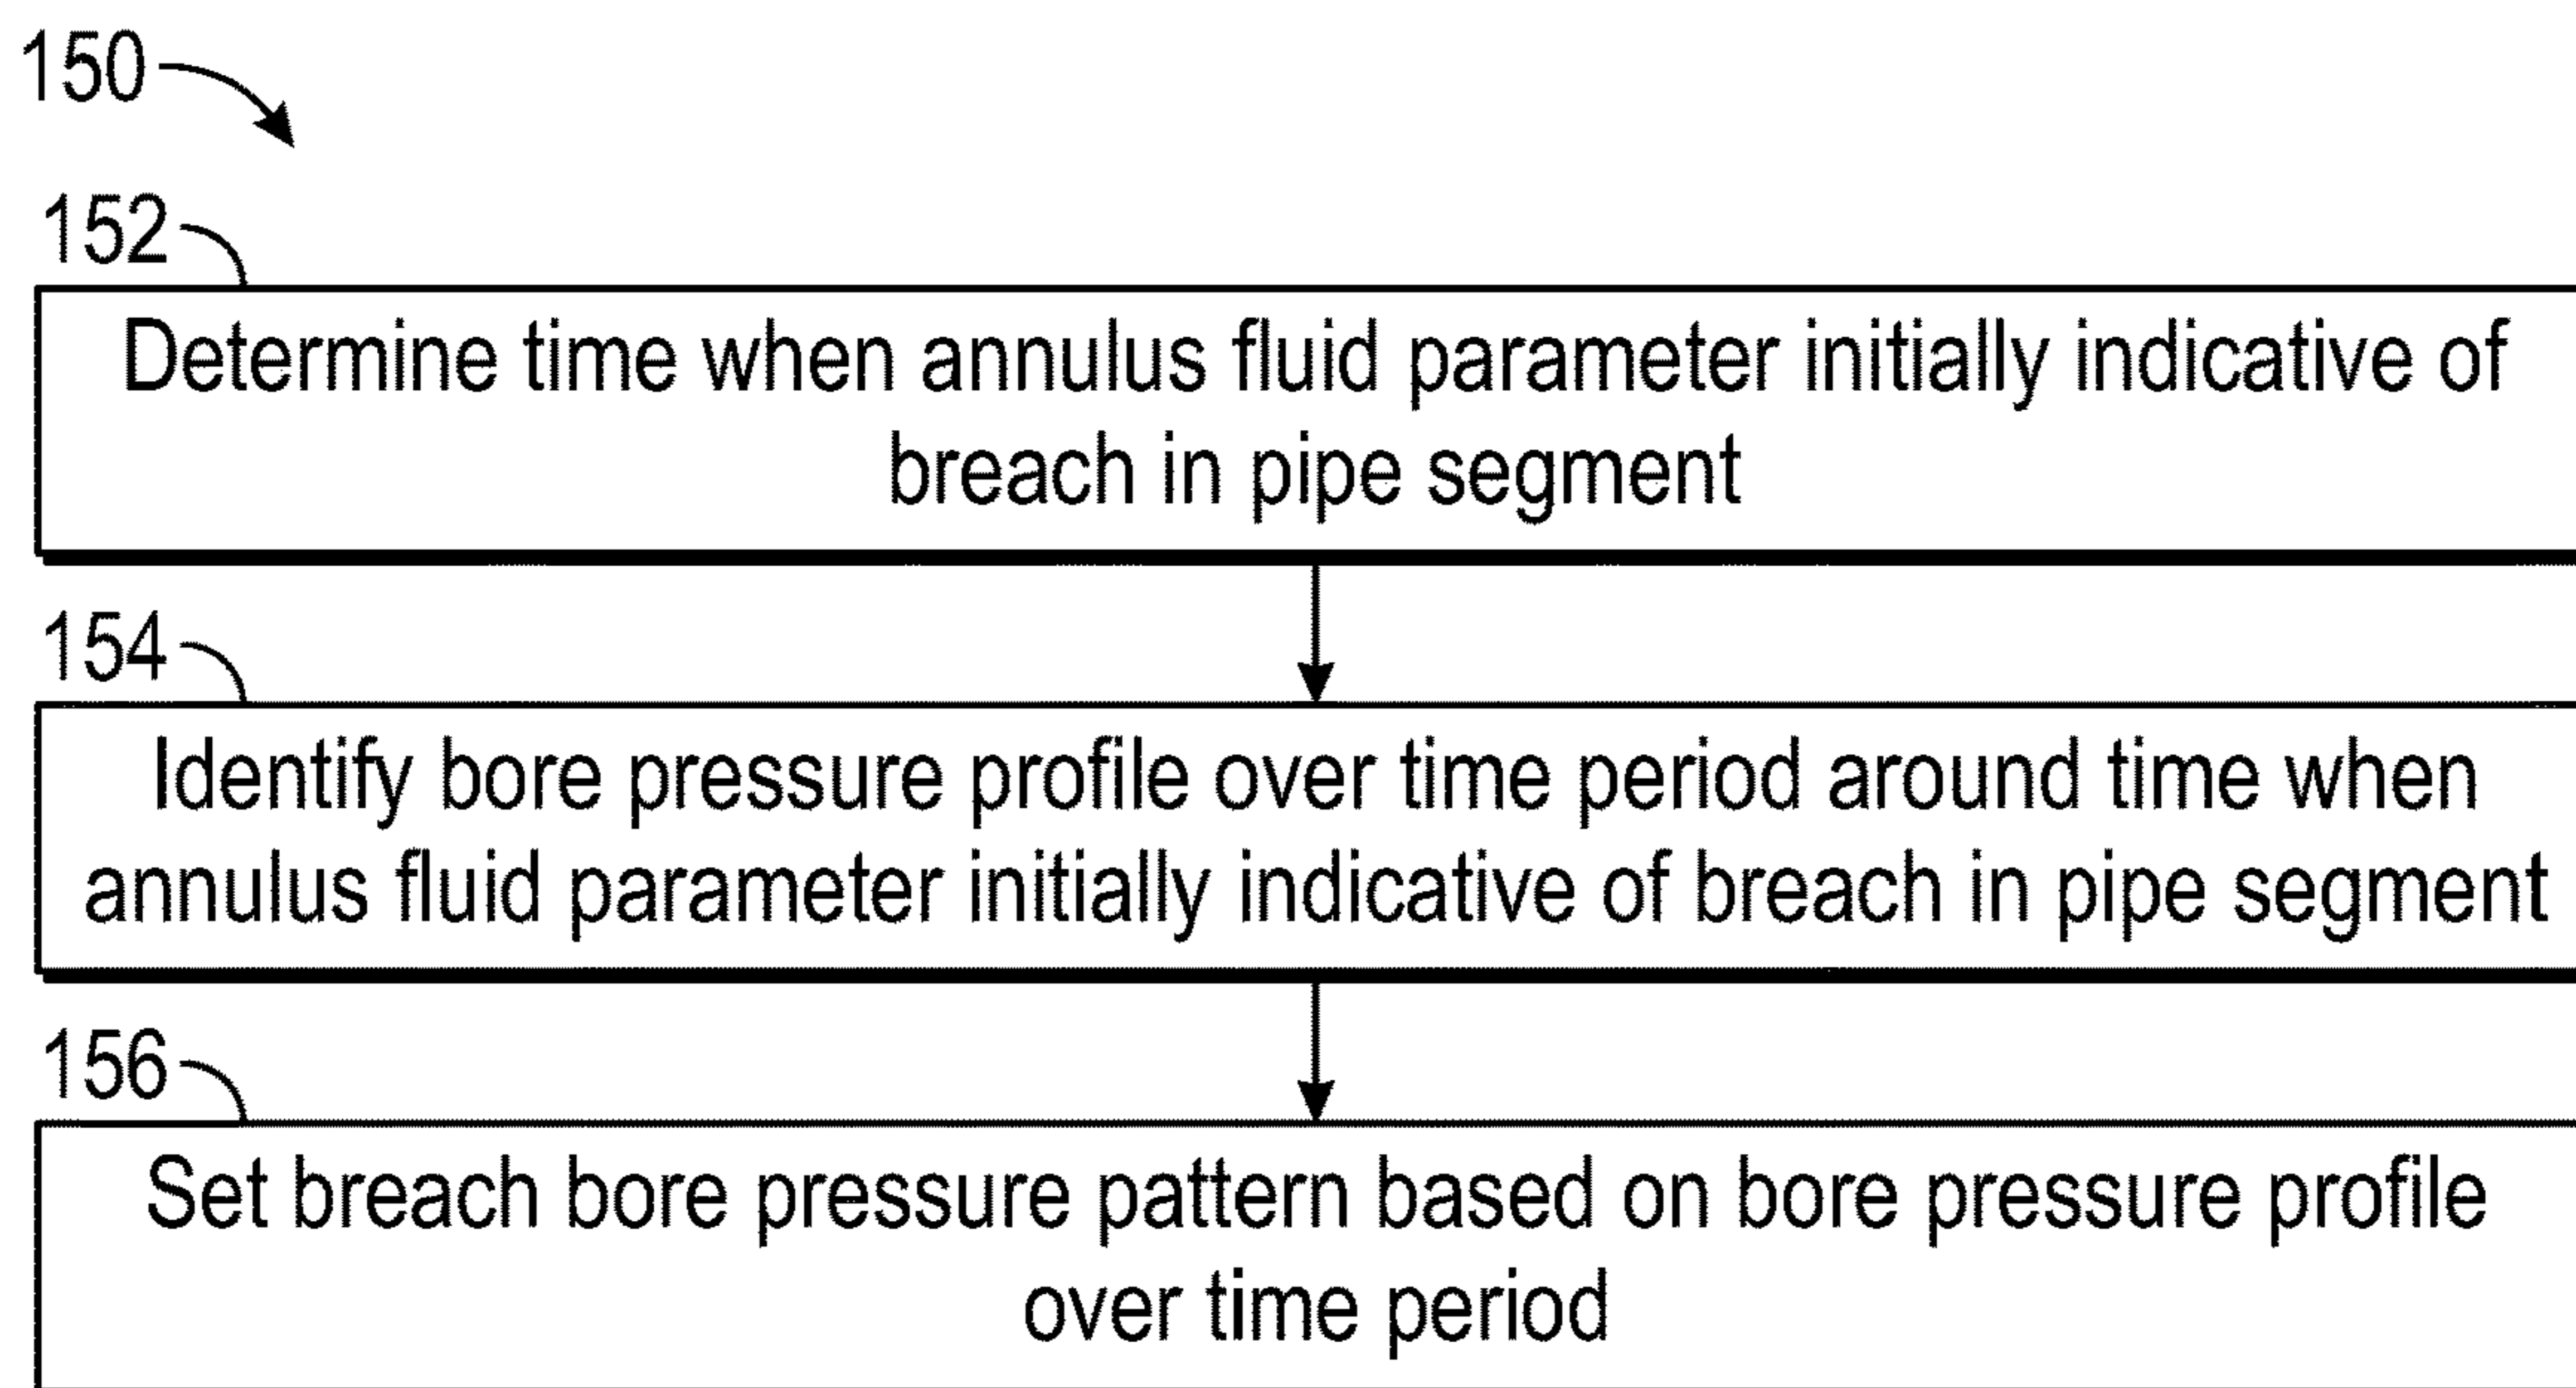 150
152
Determine time when annulus fluid parameter initially indicative of
breach in pipe segment
154
Identify bore pressure profile over time period around time when
annulus fluid parameter initially indicative of breach in pipe segment
156
Set breach bore pressure pattern based on bore pressure profile
over time period